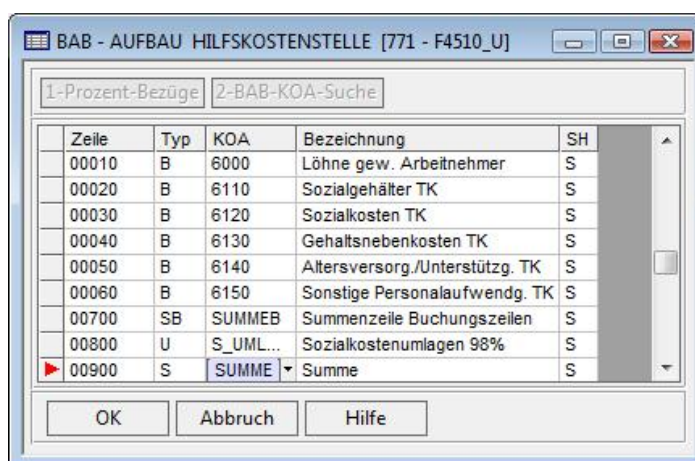 BAB - AUFBAU HILFSKOSTENSTELLE [771 - F4510_U]
1-Prozent-Bezüge 2-BAB-KOA-Suche
Zeile Typ KOA Bezeichnung SH
00010 B 6000 Löhne gew. Arbeitnehmer S
00020 B 6110 Sozialgehälter TK S
00030 B 6120 Sozialkosten TK S
00040 B 6130 Gehaltsnebenkosten TK S
00050 B 6140 Altersversorg./Unterstützg. TK S
00060 B 6150 Sonstige Personalaufwendg. TK S
00700 SB SUMMEB Summenzeile Buchungszeilen S
00800 U S_UML... Sozialkostenumlagen 98% S
00900 S SUMME Summe S
OK Abbruch Hilfe